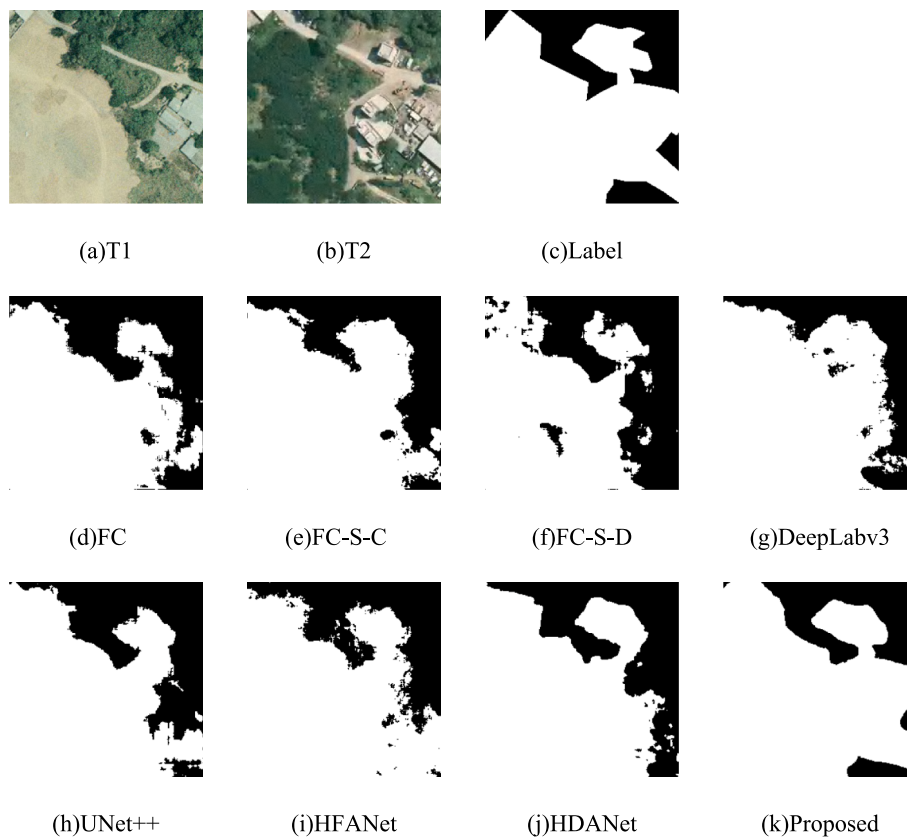 (a)T1 (b)T2 (c)Label
(d)FC (e)FC-S-C (f)FC-S-D (g)DeepLabv3
(h)UNet++ (i)HFANet (j)HDANet (k)Proposed